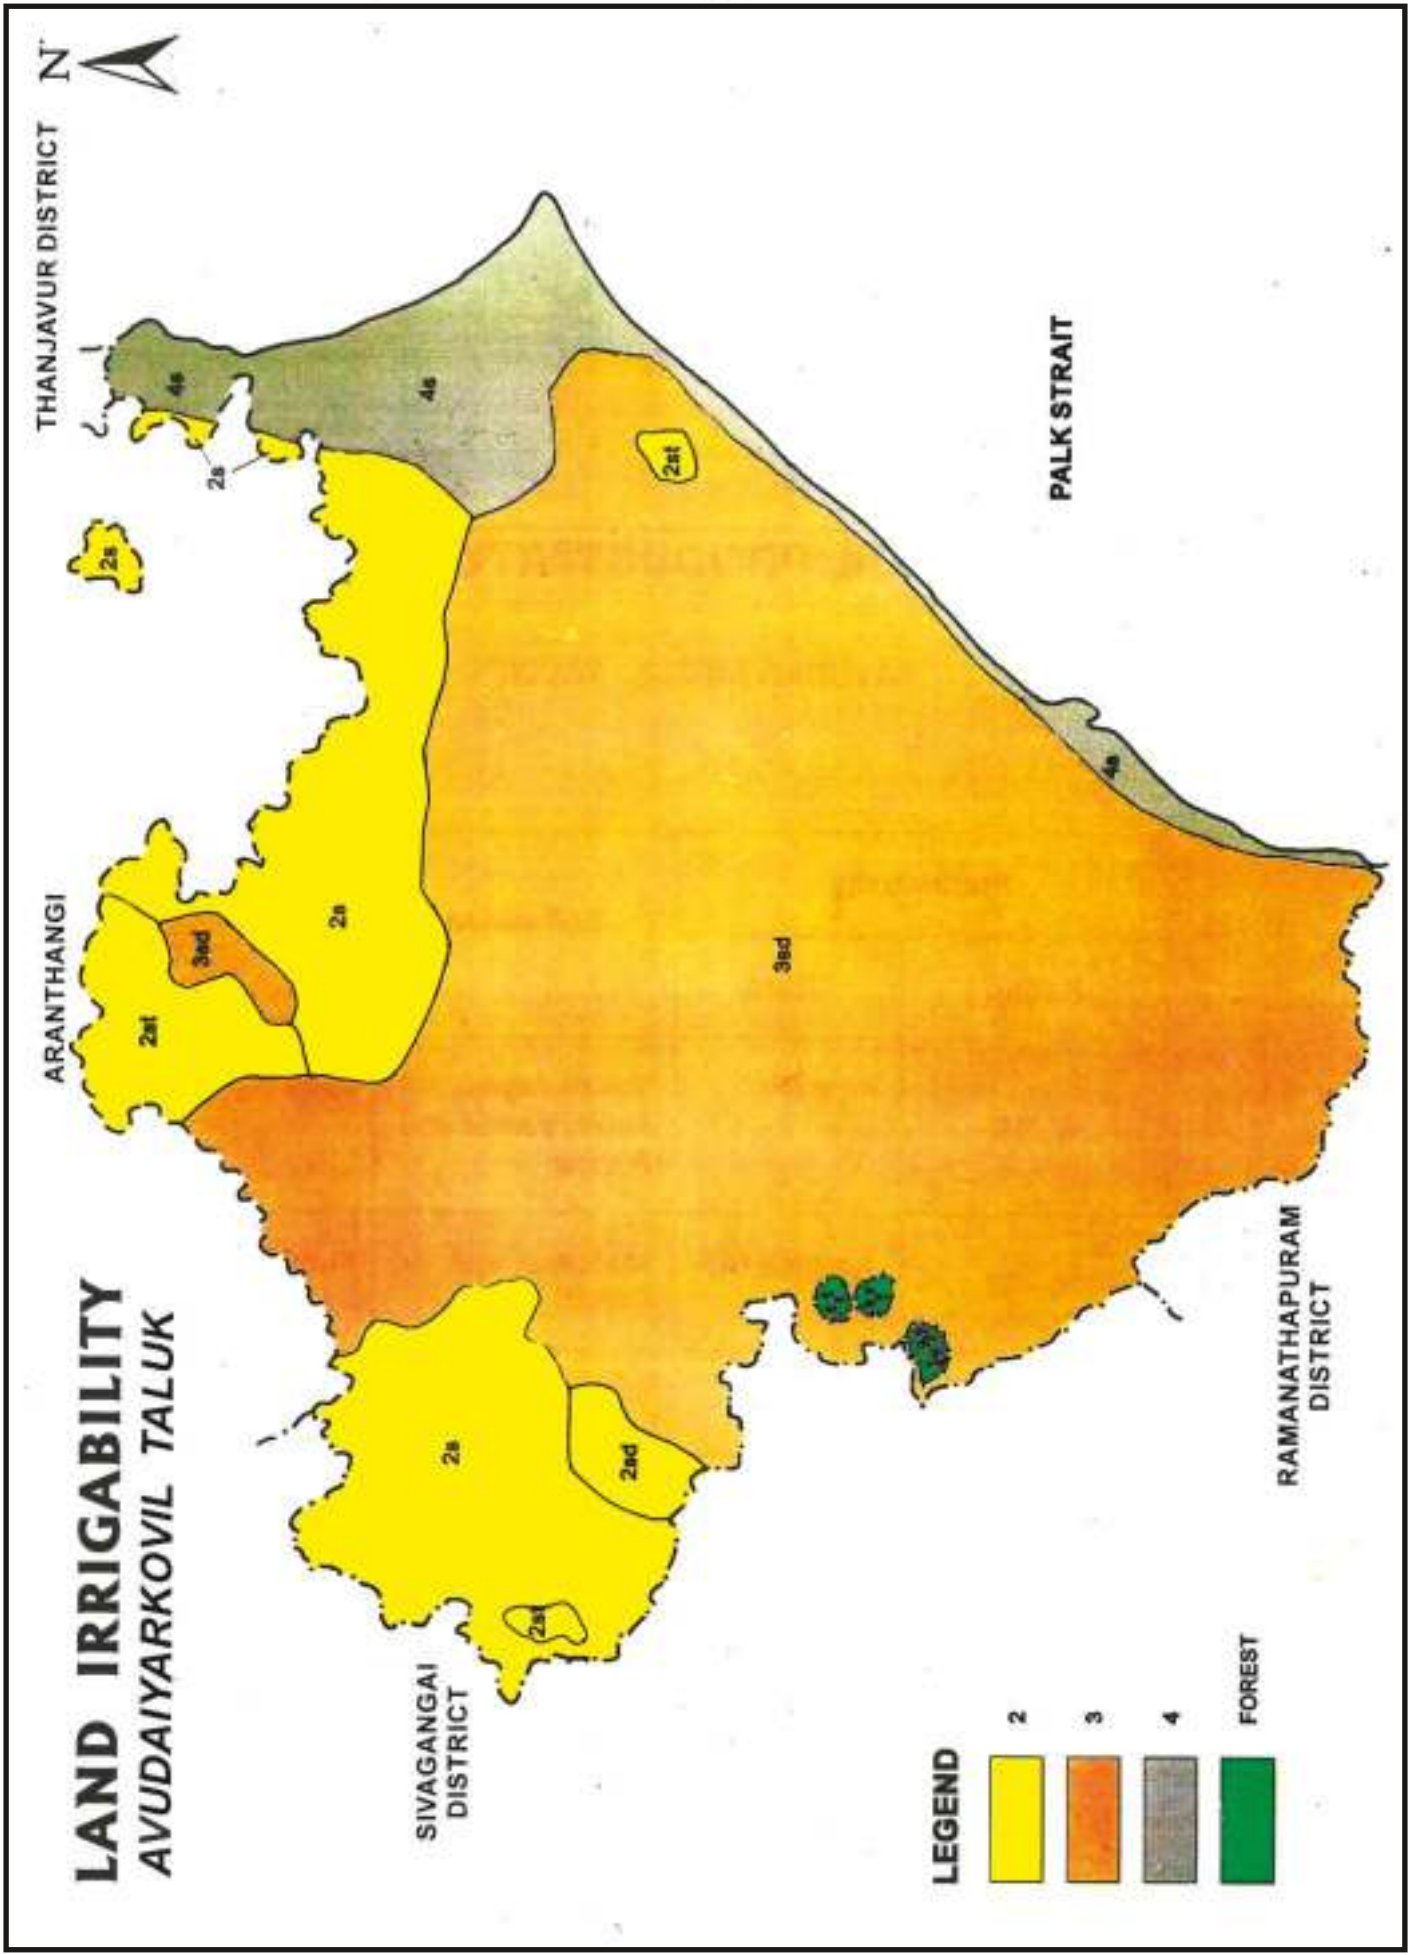 LAND IRRIGABILITY
AVUDAIYARKOVIL TALUK
N
ARANTHANGI
THANJAVUR DISTRICT
2s
2s
4s
4s
2st
3sd
2s
2st
3sd
2s
2sd
2st
4s
SIVAGANGAI
DISTRICT
PALK STRAIT
RAMANATHAPURAM
DISTRICT
LEGEND
2
3
4
FOREST